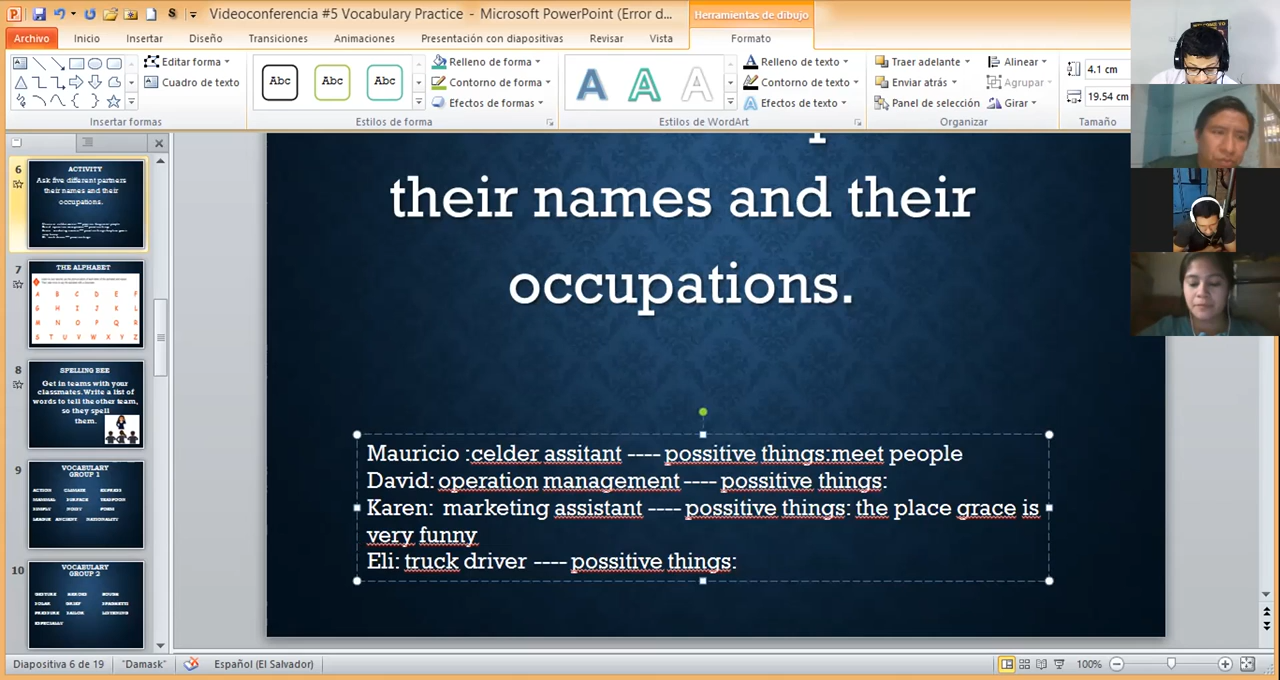 Videoconferencia #5 Vocabulary Practice - Microsoft PowerPoint (Error d...
Herramientas de dibujo
Archivo Inicio Insertar Diseño Transiciones Animaciones Presentación con diapositivas Revisar Vista Formato
Editar forma
Cuadro de texto
Insertar formas
Abc Abc Abc
Relleno de forma
Contorno de forma
Efectos de formas
Estilos de forma
A A A
Relleno de texto
Contorno de texto
Efectos de texto
Estilos de WordArt
Traer adelante
Enviar atrás
Panel de selección
Alinear
Agrupar
Girar
Organizar
4.1 cm
19.54 cm
Tamaño
6
ACTIVITY
Ask five different partners
their names and their
occupations.
7
THE ALPHABET
A B C D E F
G H I J K L
M N O P Q R
S T U V W X Y Z
8
SPELLING BEE
Get in teams with your
classmates. Write a list of
words to tell the other team,
so they spell
them.
9
VOCABULARY
GROUP 1
10
VOCABULARY
GROUP 2
their names and their
occupations.
Mauricio :celder assitant ---- possitive things:meet people
David: operation management ---- possitive things:
Karen: marketing assistant ---- possitive things: the place grace is
very funny
Eli: truck driver ---- possitive things:
Diapositiva 6 de 19 "Damask" Español (El Salvador) 100%